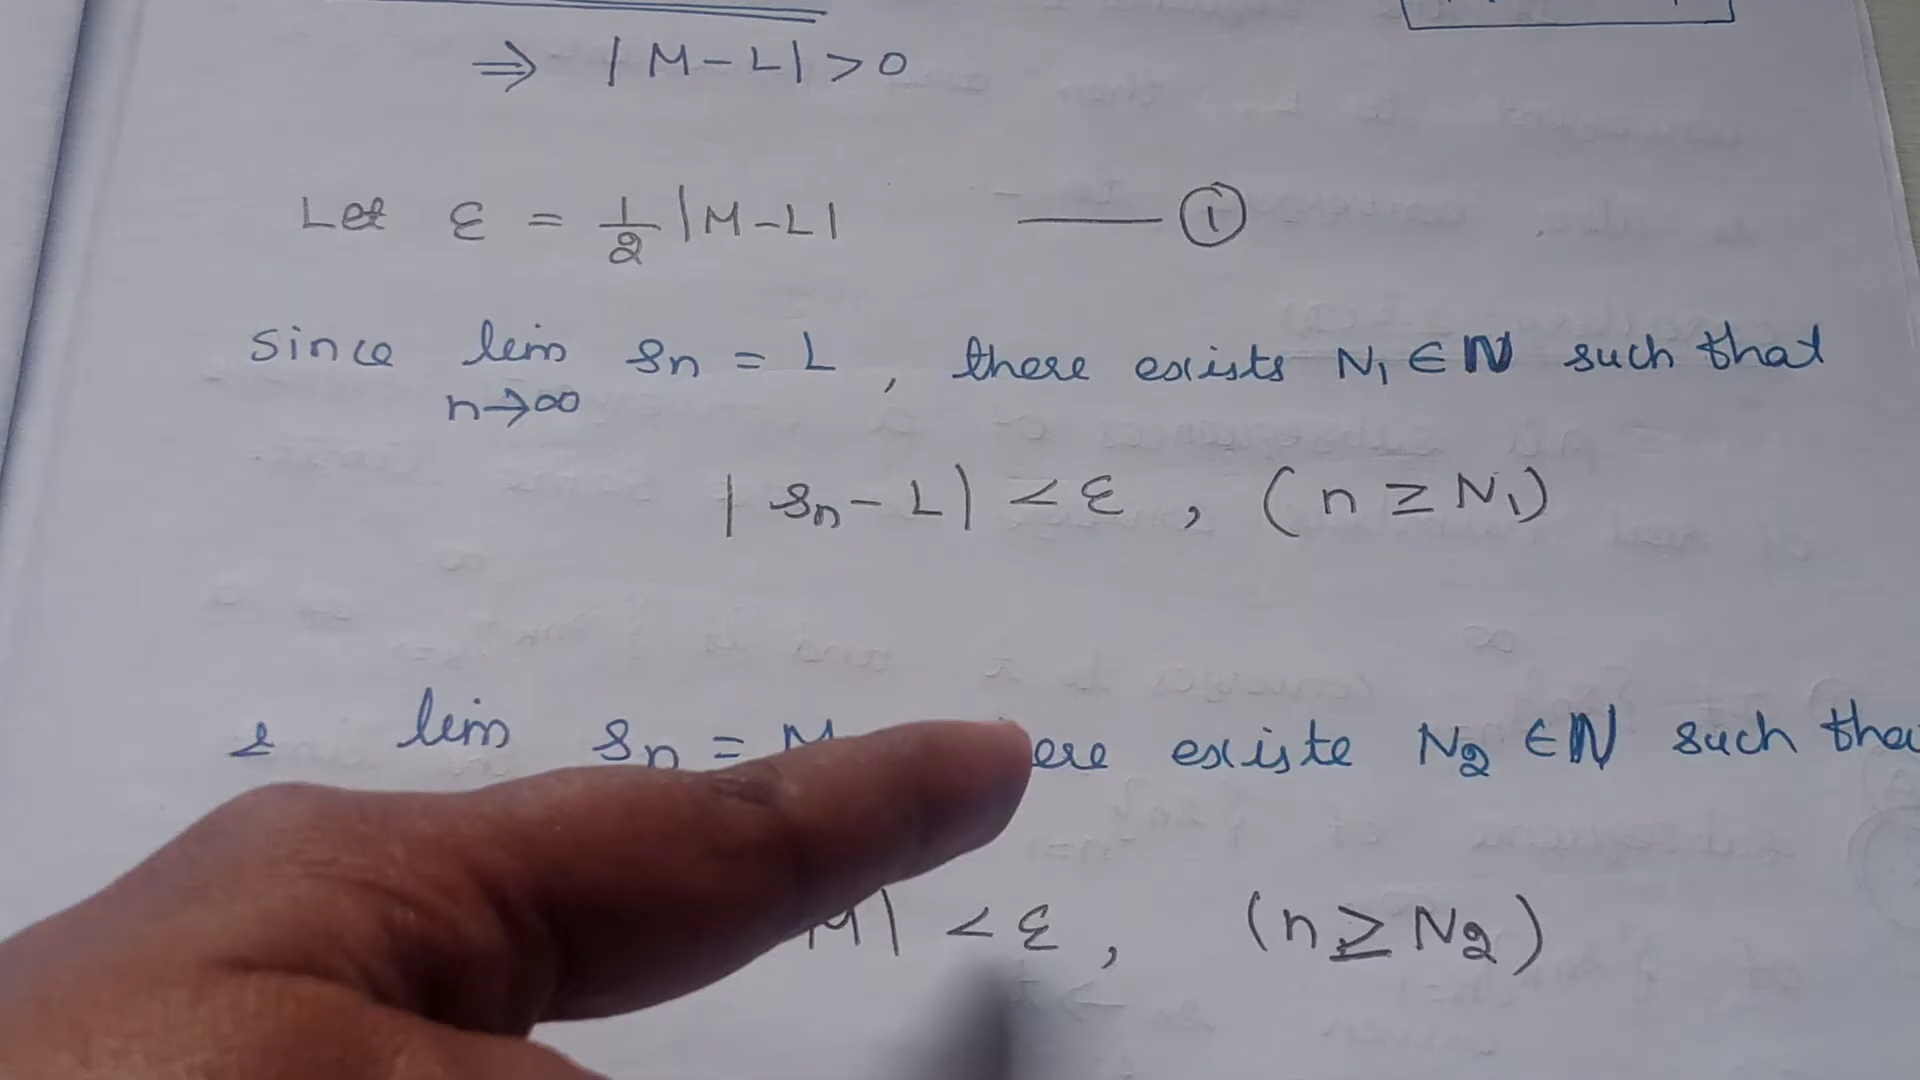 ⇒ |M-L| > 0
Let ε = 1/2 |M-L| —— ①
Since lim n→∞ Sn = L, there exists N₁ ∈ ℕ such that
|Sn - L| < ε, (n ≥ N₁)
& lim Sn = M ere existe N₂ ∈ ℕ such tha
M| < ε, (n ≥ N₂)